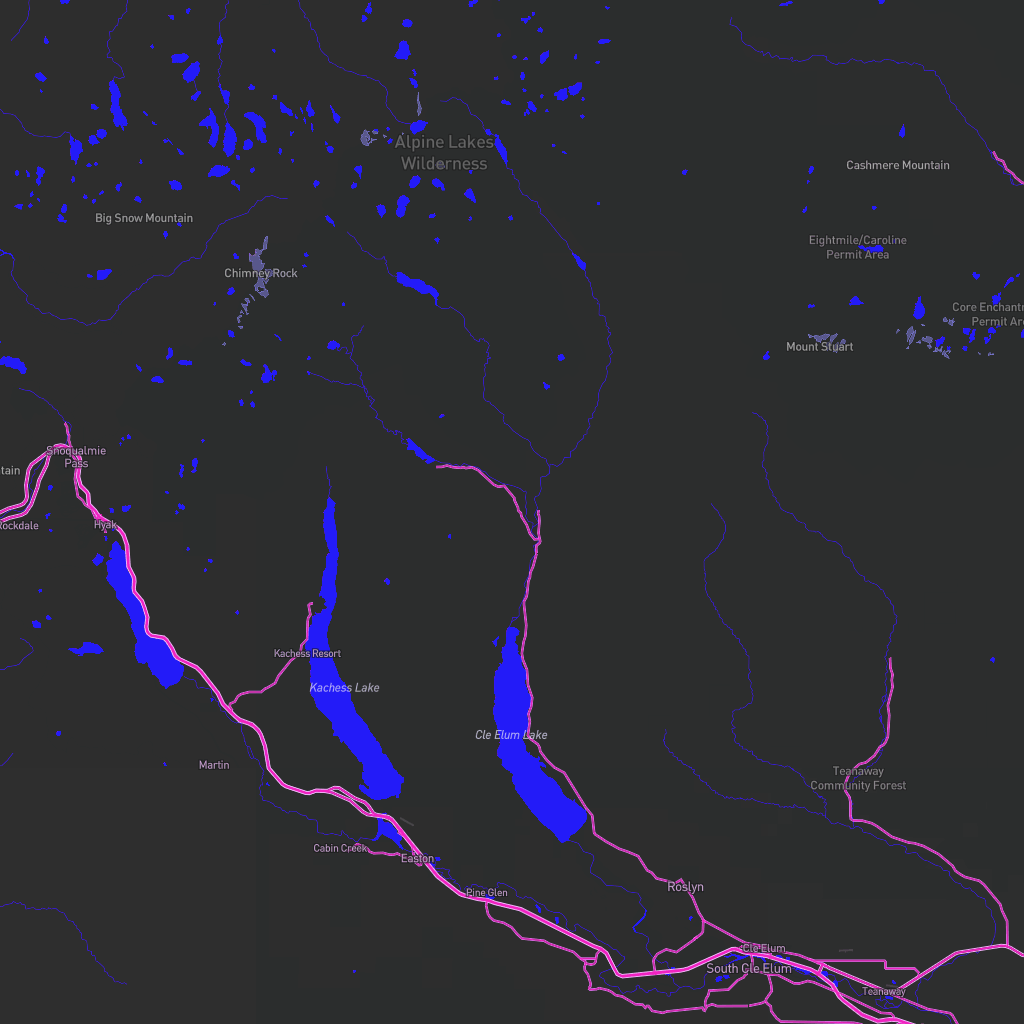 Alpine Lakes
Wilderness
Cashmere Mountain
Big Snow Mountain
Eightmile/Caroline
Permit Area
Chimney Rock
Core Enchantm
Permit Are
Mount Stuart
Snoqualmie
Pass
tain
Rockdale
Hyak
Kachess Resort
Kachess Lake
Cle Elum Lake
Martin
Teanaway
Community Forest
Cabin Creek
Easton
Roslyn
Pine Glen
Cle Elum
South Cle Elum
Teanaway